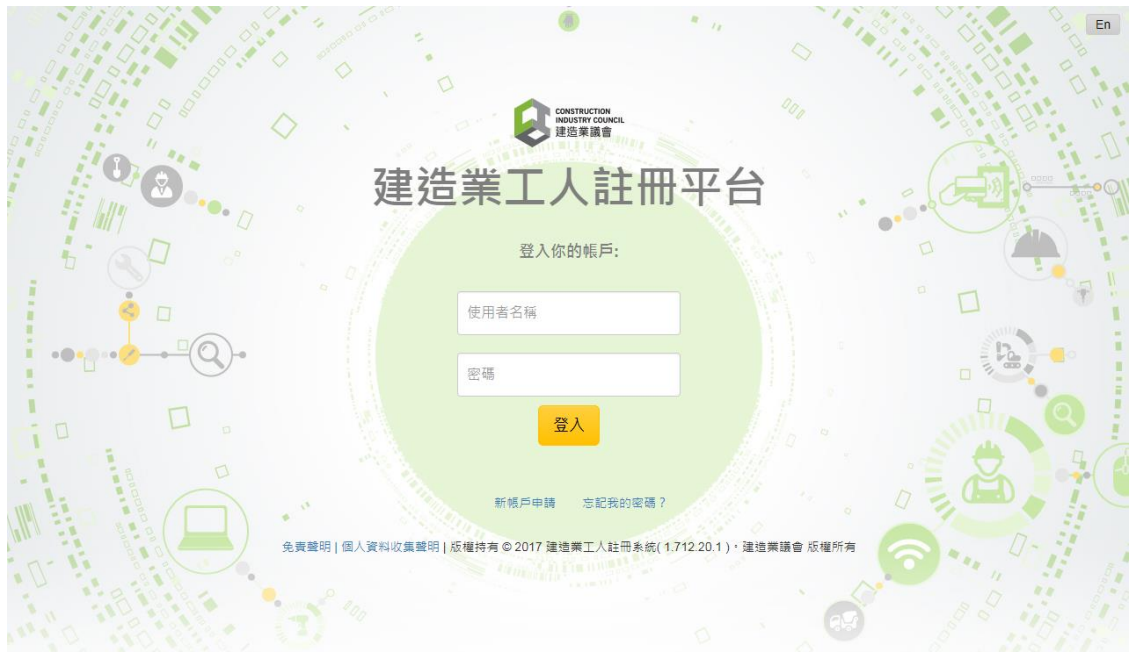 En
CONSTRUCTION
INDUSTRY COUNCIL
建造業議會
建造業工人註冊平台
登入你的帳戶:
使用者名稱
密碼
登入
新帳戶申請 忘記我的密碼？
免責聲明 | 個人資料收集聲明 | 版權持有 © 2017 建造業工人註冊系統( 1.712.20.1 )，建造業議會 版權所有